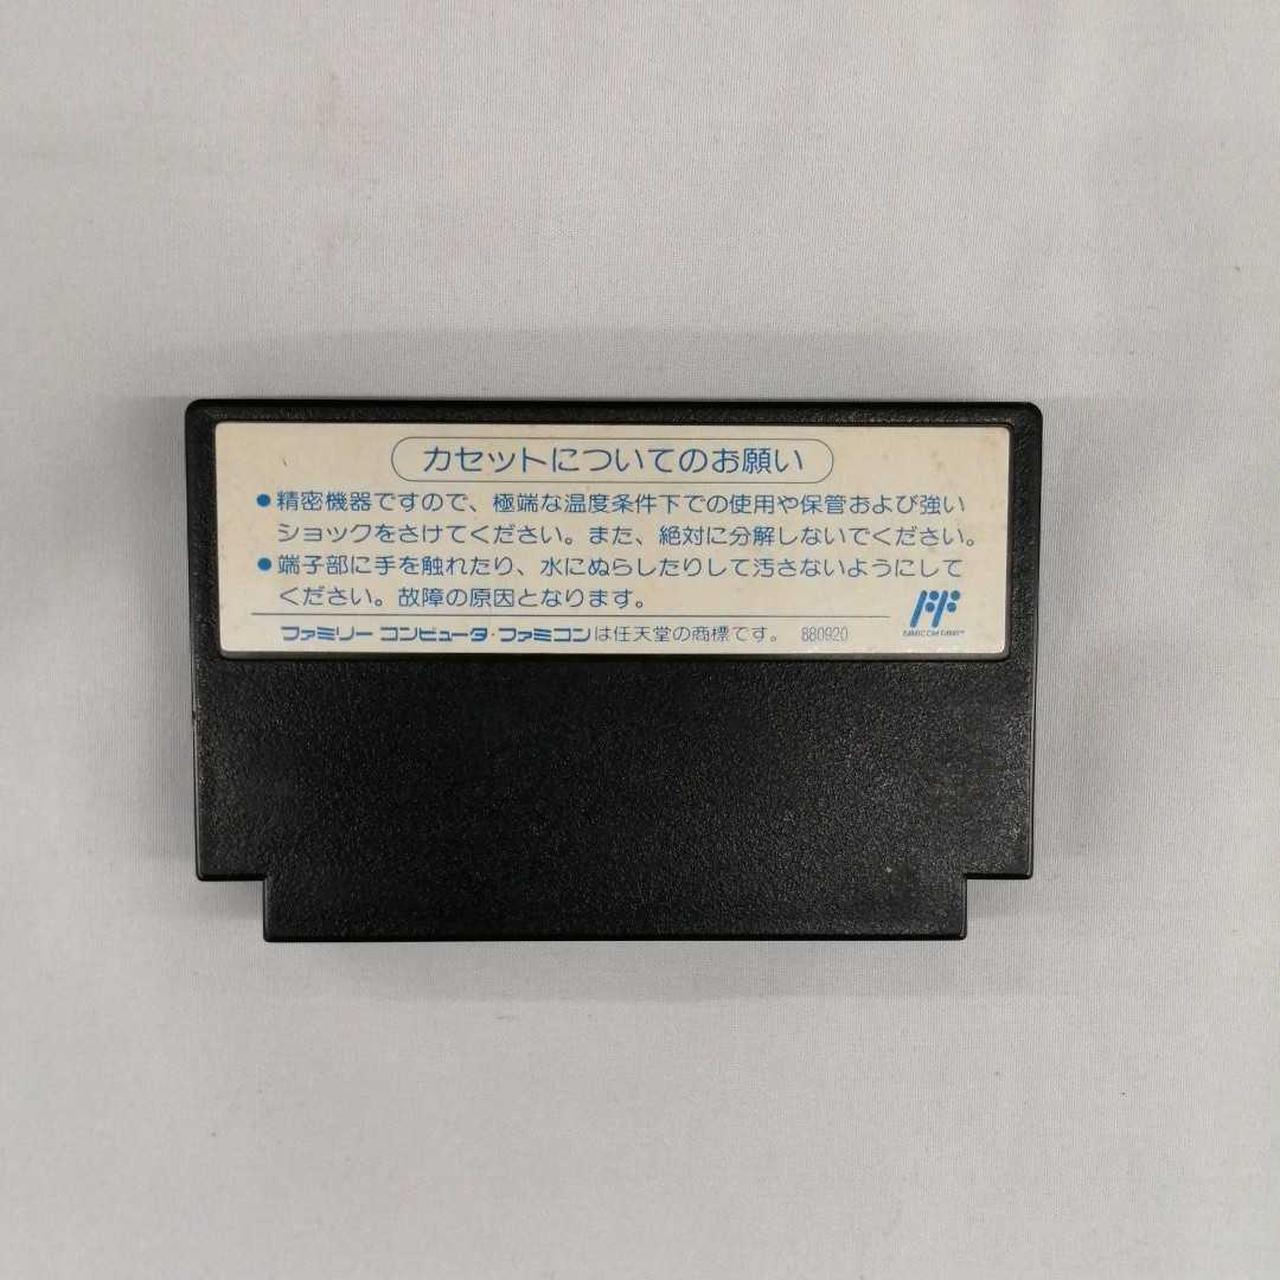 カセットについてのお願い
●精密機器ですので、極端な温度条件下での使用や保管および強い
ショックをさけてください。また、絶対に分解しないでください。
●端子部に手を触れたり、水にぬらしたりして汚さないようにして
ください。故障の原因となります。
ファミリー コンピュータ・ファミコンは任天堂の商標です。 880920
FF
FAMICOM FAMILY